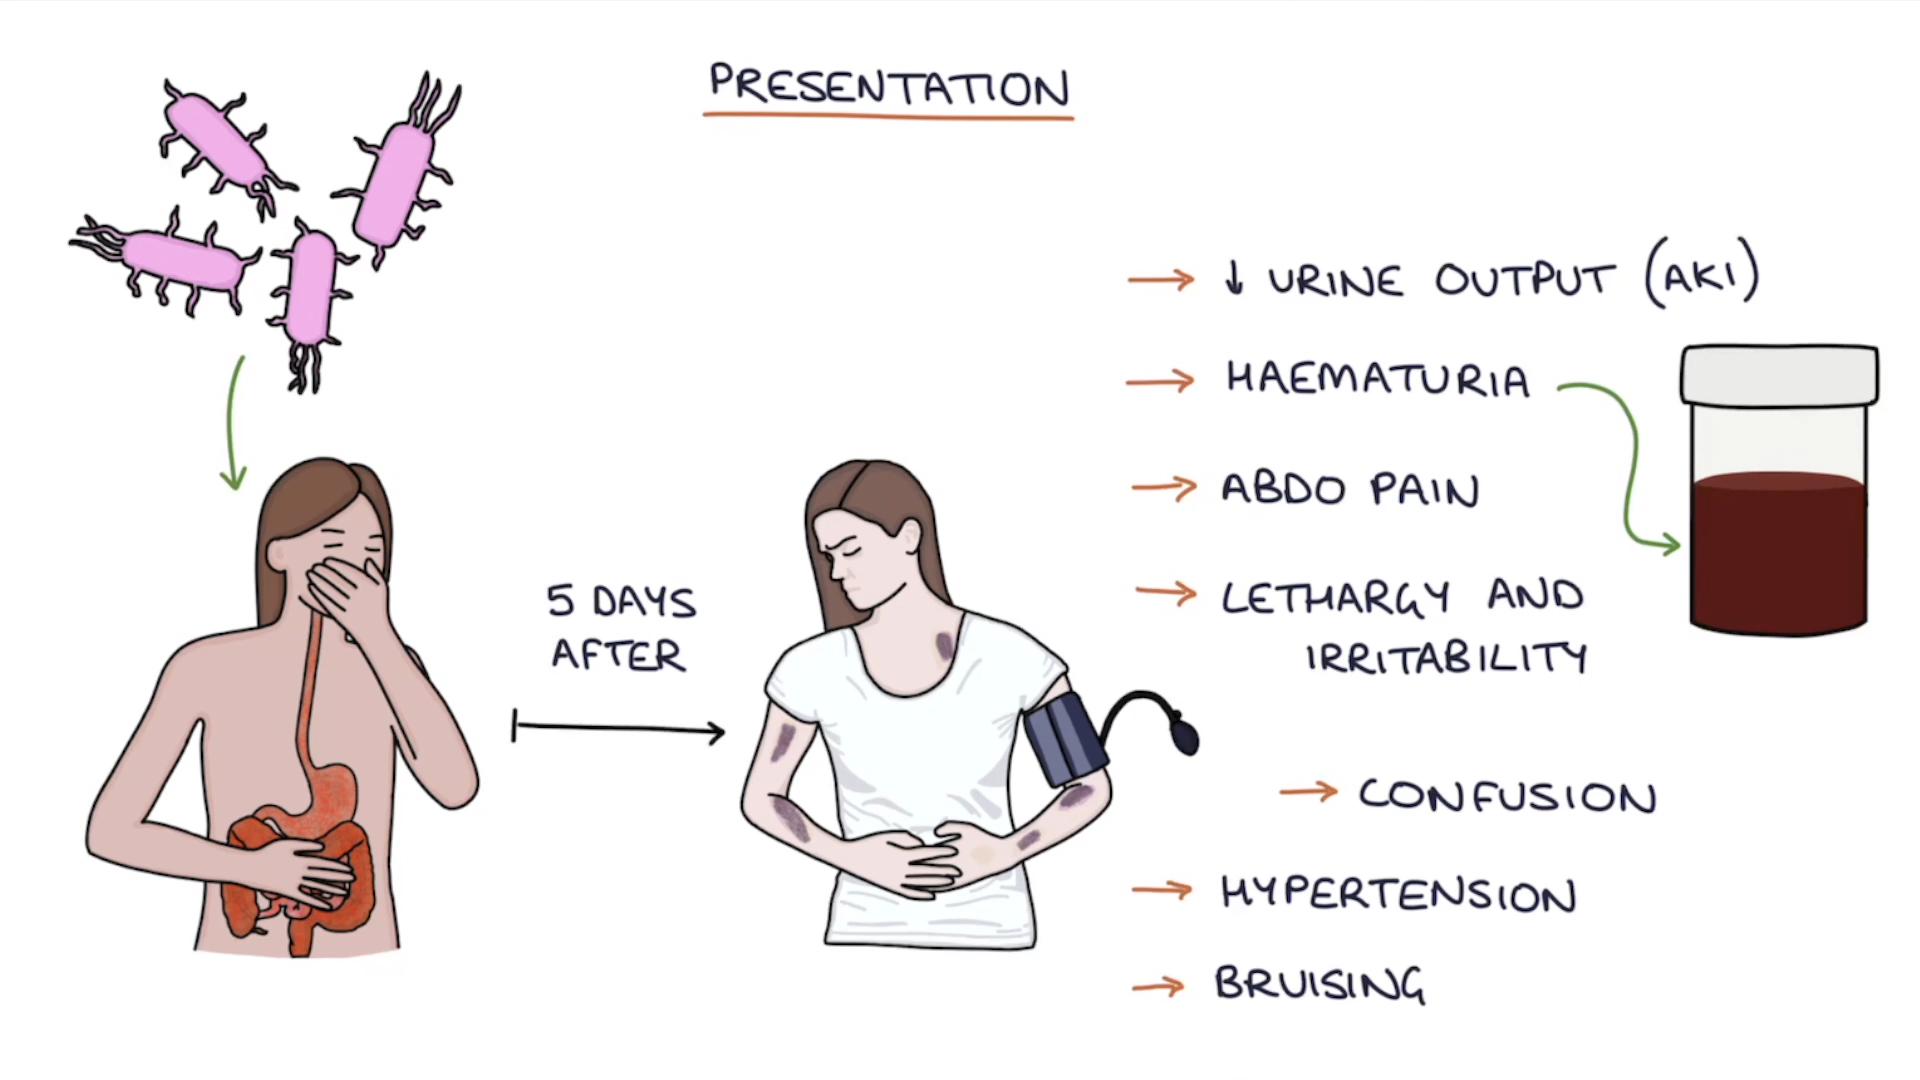 PRESENTATION
↓ URINE OUTPUT (AKI)
HAEMATURIA
ABDO PAIN
LETHARGY AND
IRRITABILITY
CONFUSION
HYPERTENSION
BRUISING
5 DAYS
AFTER